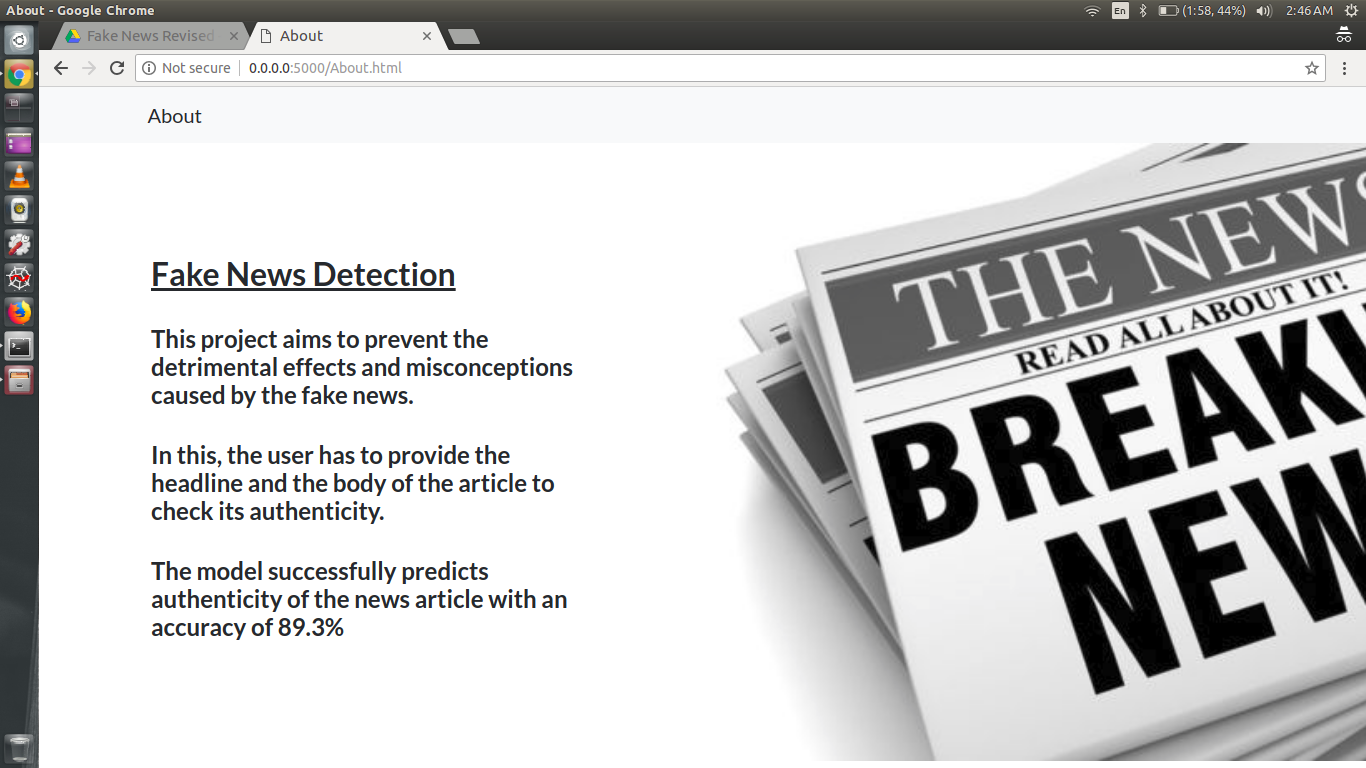 About - Google Chrome
En
(1:58, 44%)
2:46 AM
Fake News Revised
About
Not secure
0.0.0.0:5000/About.html
About
Fake News Detection
This project aims to prevent the
detrimental effects and misconceptions
caused by the fake news.
In this, the user has to provide the
headline and the body of the article to
check its authenticity.
The model successfully predicts
authenticity of the news article with an
accuracy of 89.3%
THE NEWS
READ ALL ABOUT IT!
BREAKI
NEW